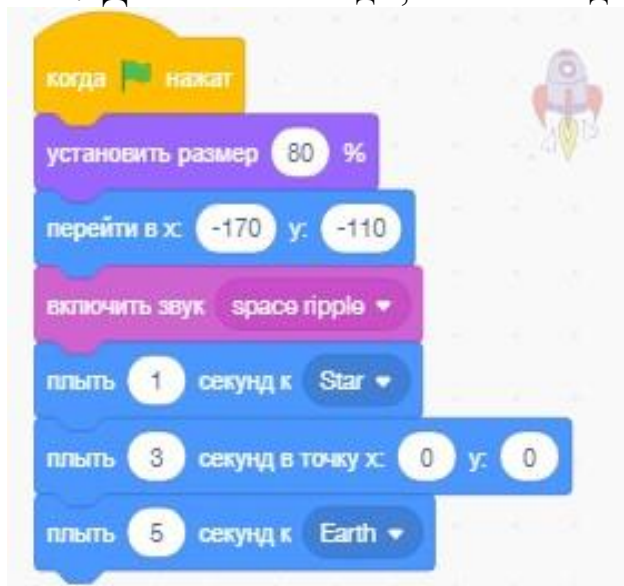 когда нажат
установить размер 80 %
перейти в x: -170 y: -110
включить звук space ripple
плыть 1 секунд к Star
плыть 3 секунд в точку x: 0 y: 0
плыть 5 секунд к Earth